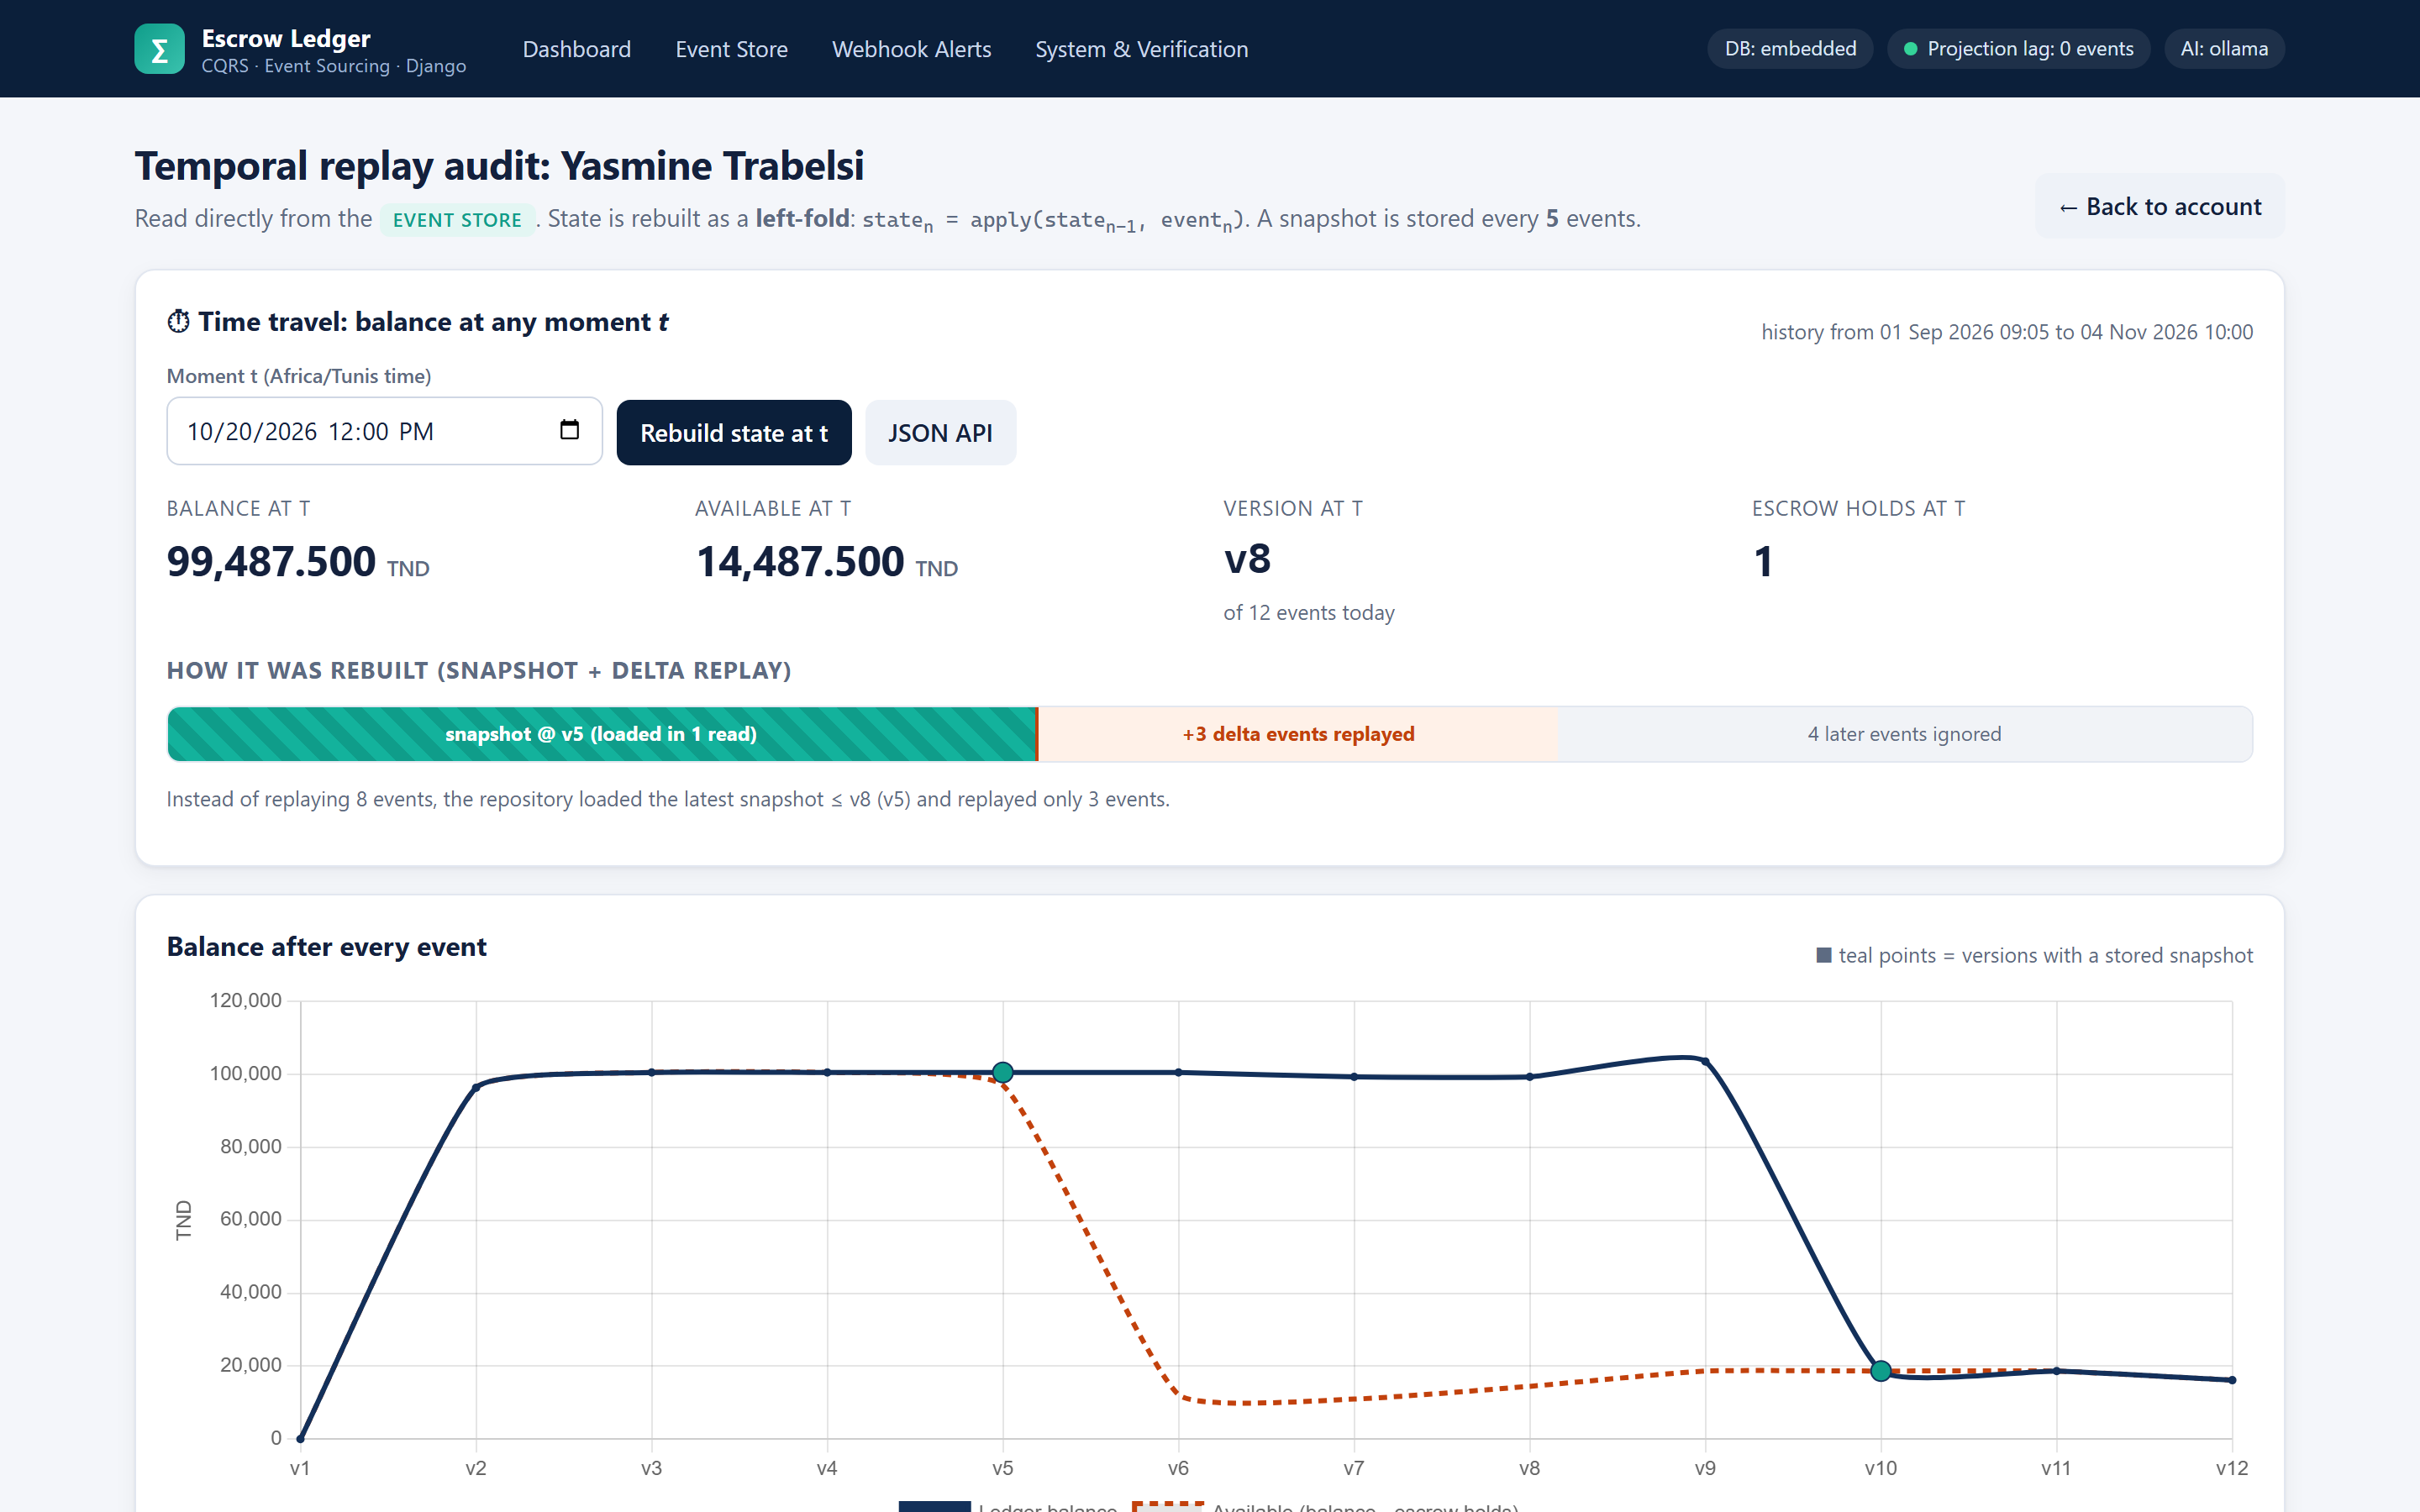 Σ
Escrow Ledger
CQRS · Event Sourcing · Django
Dashboard
Event Store
Webhook Alerts
System & Verification
DB: embedded
Projection lag: 0 events
AI: ollama
Temporal replay audit: Yasmine Trabelsi
Read directly from the EVENT STORE. State is rebuilt as a left-fold: stateₙ = apply(stateₙ₋₁, eventₙ). A snapshot is stored every 5 events.
← Back to account
⏱ Time travel: balance at any moment t
history from 01 Sep 2026 09:05 to 04 Nov 2026 10:00
Moment t (Africa/Tunis time)
10/20/2026 12:00 PM
Rebuild state at t
JSON API
BALANCE AT T
99,487.500 TND
AVAILABLE AT T
14,487.500 TND
VERSION AT T
v8
of 12 events today
ESCROW HOLDS AT T
1
HOW IT WAS REBUILT (SNAPSHOT + DELTA REPLAY)
snapshot @ v5 (loaded in 1 read)
+3 delta events replayed
4 later events ignored
Instead of replaying 8 events, the repository loaded the latest snapshot ≤ v8 (v5) and replayed only 3 events.
Balance after every event
■ teal points = versions with a stored snapshot
120,000
100,000
80,000
60,000
40,000
20,000
0
TND
v1 v2 v3 v4 v5 v6 v7 v8 v9 v10 v11 v12
Ledger balance
Available (balance - escrow holds)